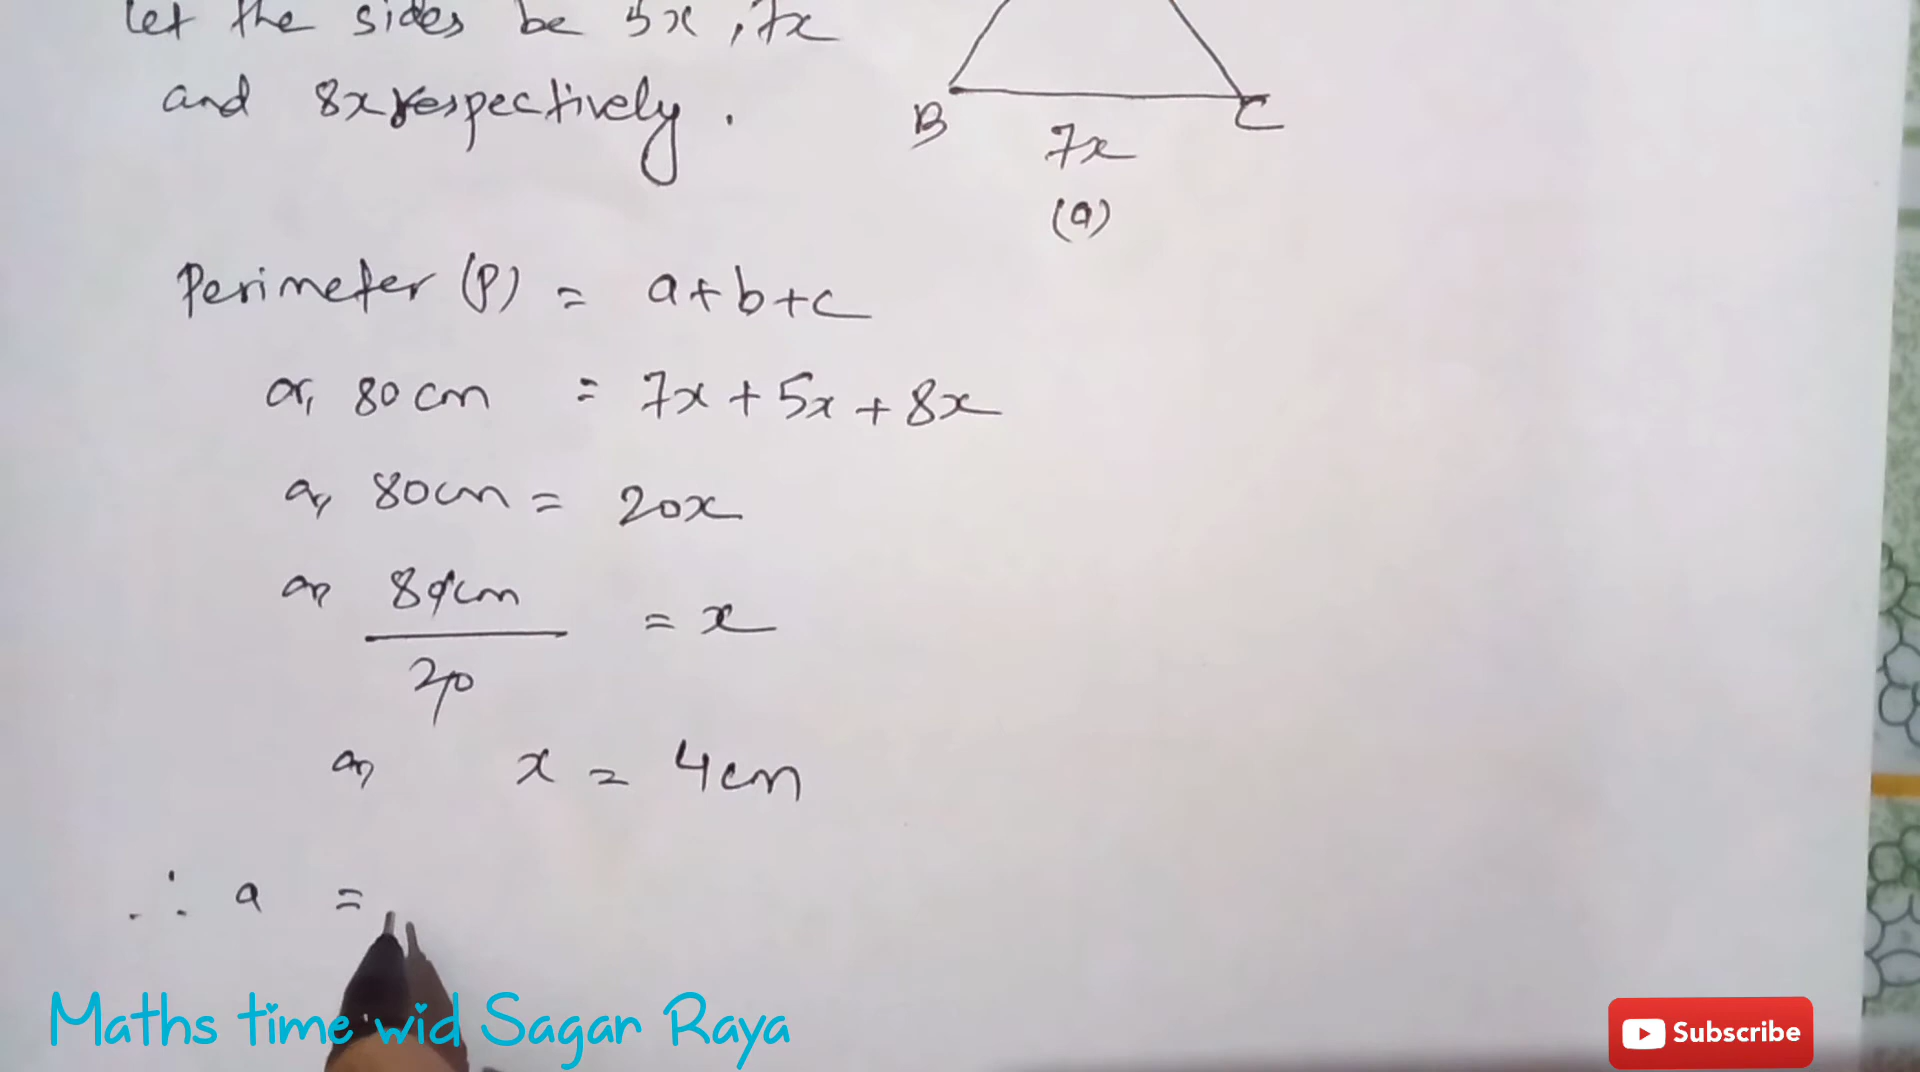 let the sides be 5x, 7x
and 8x respectively.
B
C
7x
(a)
Perimeter (P) = a+b+c
or, 80 cm = 7x + 5x + 8x
or, 80cm = 20x
or 80cm
20
= x
or, x = 4cm
∴ a =
Maths time wid Sagar Raya
Subscribe